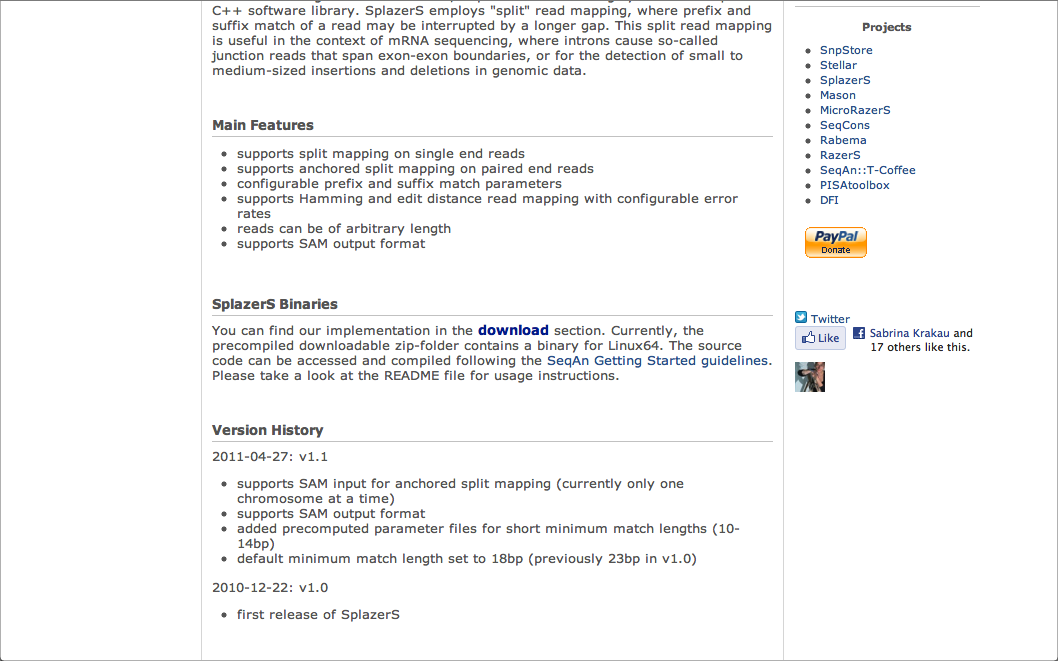 C++ software library. SplazerS employs "split" read mapping, where prefix and
suffix match of a read may be interrupted by a longer gap. This split read mapping
is useful in the context of mRNA sequencing, where introns cause so-called
junction reads that span exon-exon boundaries, or for the detection of small to
medium-sized insertions and deletions in genomic data.
Main Features
supports split mapping on single end reads
supports anchored split mapping on paired end reads
configurable prefix and suffix match parameters
supports Hamming and edit distance read mapping with configurable error
rates
reads can be of arbitrary length
supports SAM output format
SplazerS Binaries
You can find our implementation in the download section. Currently, the
precompiled downloadable zip-folder contains a binary for Linux64. The source
code can be accessed and compiled following the SeqAn Getting Started guidelines.
Please take a look at the README file for usage instructions.
Version History
2011-04-27: v1.1
supports SAM input for anchored split mapping (currently only one
chromosome at a time)
supports SAM output format
added precomputed parameter files for short minimum match lengths (10-
14bp)
default minimum match length set to 18bp (previously 23bp in v1.0)
2010-12-22: v1.0
first release of SplazerS
Projects
SnpStore
Stellar
SplazerS
Mason
MicroRazerS
SeqCons
Rabema
RazerS
SeqAn::T-Coffee
PISAtoolbox
DFI
PayPal
Donate
Twitter
Like
Sabrina Krakau and
17 others like this.